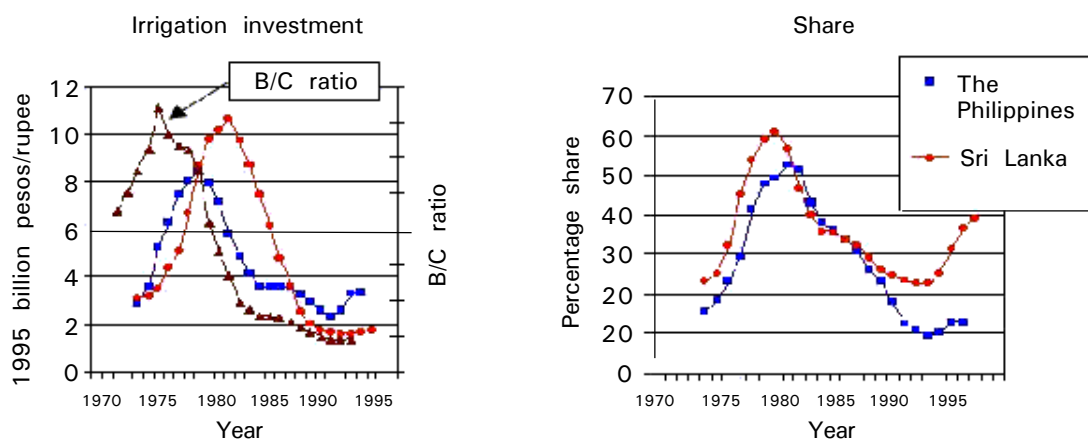 Irrigation investment
B/C ratio
12
10
8
6
4
2
0
1995 billion pesos/rupee
B/C ratio
1970 1975 1980 1985 1990 1995
Year
Share
The
Philippines
Sri Lanka
70
60
50
40
30
20
20
0
Percentage share
1970 1975 1980 1985 1990 1995
Year